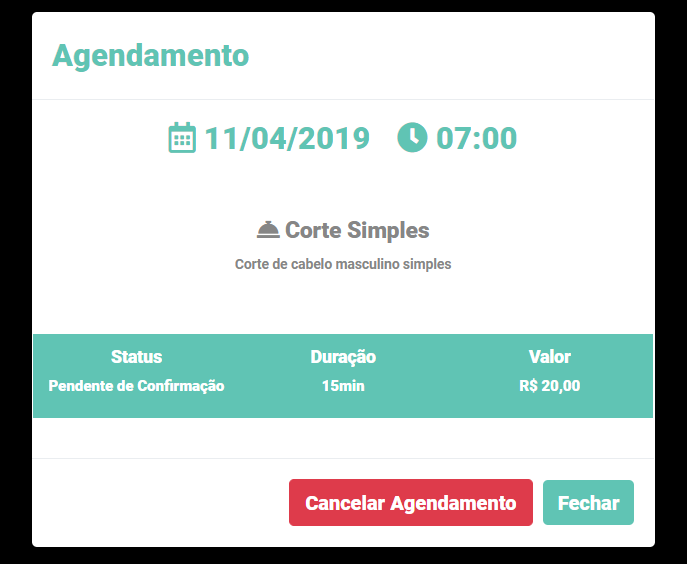 Agendamento
11/04/2019 07:00
Corte Simples
Corte de cabelo masculino simples
Status Duração Valor
Pendente de Confirmação 15min R$ 20,00
Cancelar Agendamento Fechar